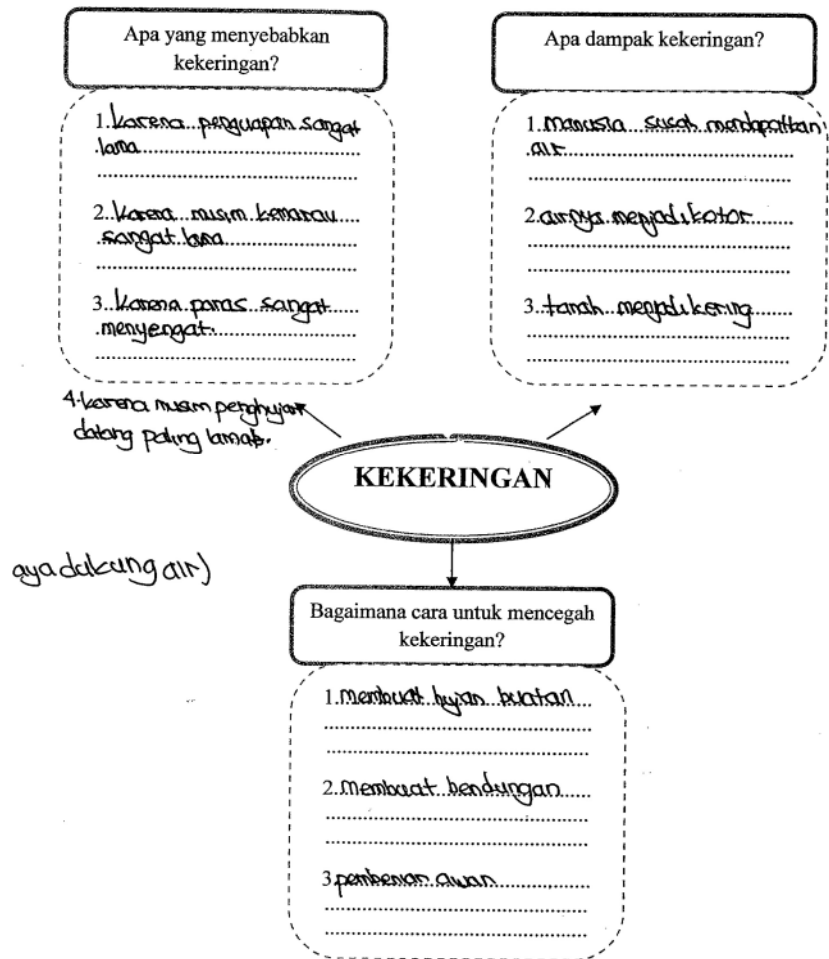 Apa yang menyebabkan
kekeringan?
1. karena penguapan sangat
lama
2. Karena musim kemarau
sangat lama
3. Karena panas sangat
menyengat.
4. karena musim penghujan
datang paling lama.
Apa dampak kekeringan?
1. manusia susah mendapatkan
air
2. airnya menjadi kotor
3. tanah menjadi kering
KEKERINGAN
aya dukung air)
Bagaimana cara untuk mencegah
kekeringan?
1. membuat hujan buatan
2. membuat bendungan
3. pembenian awan